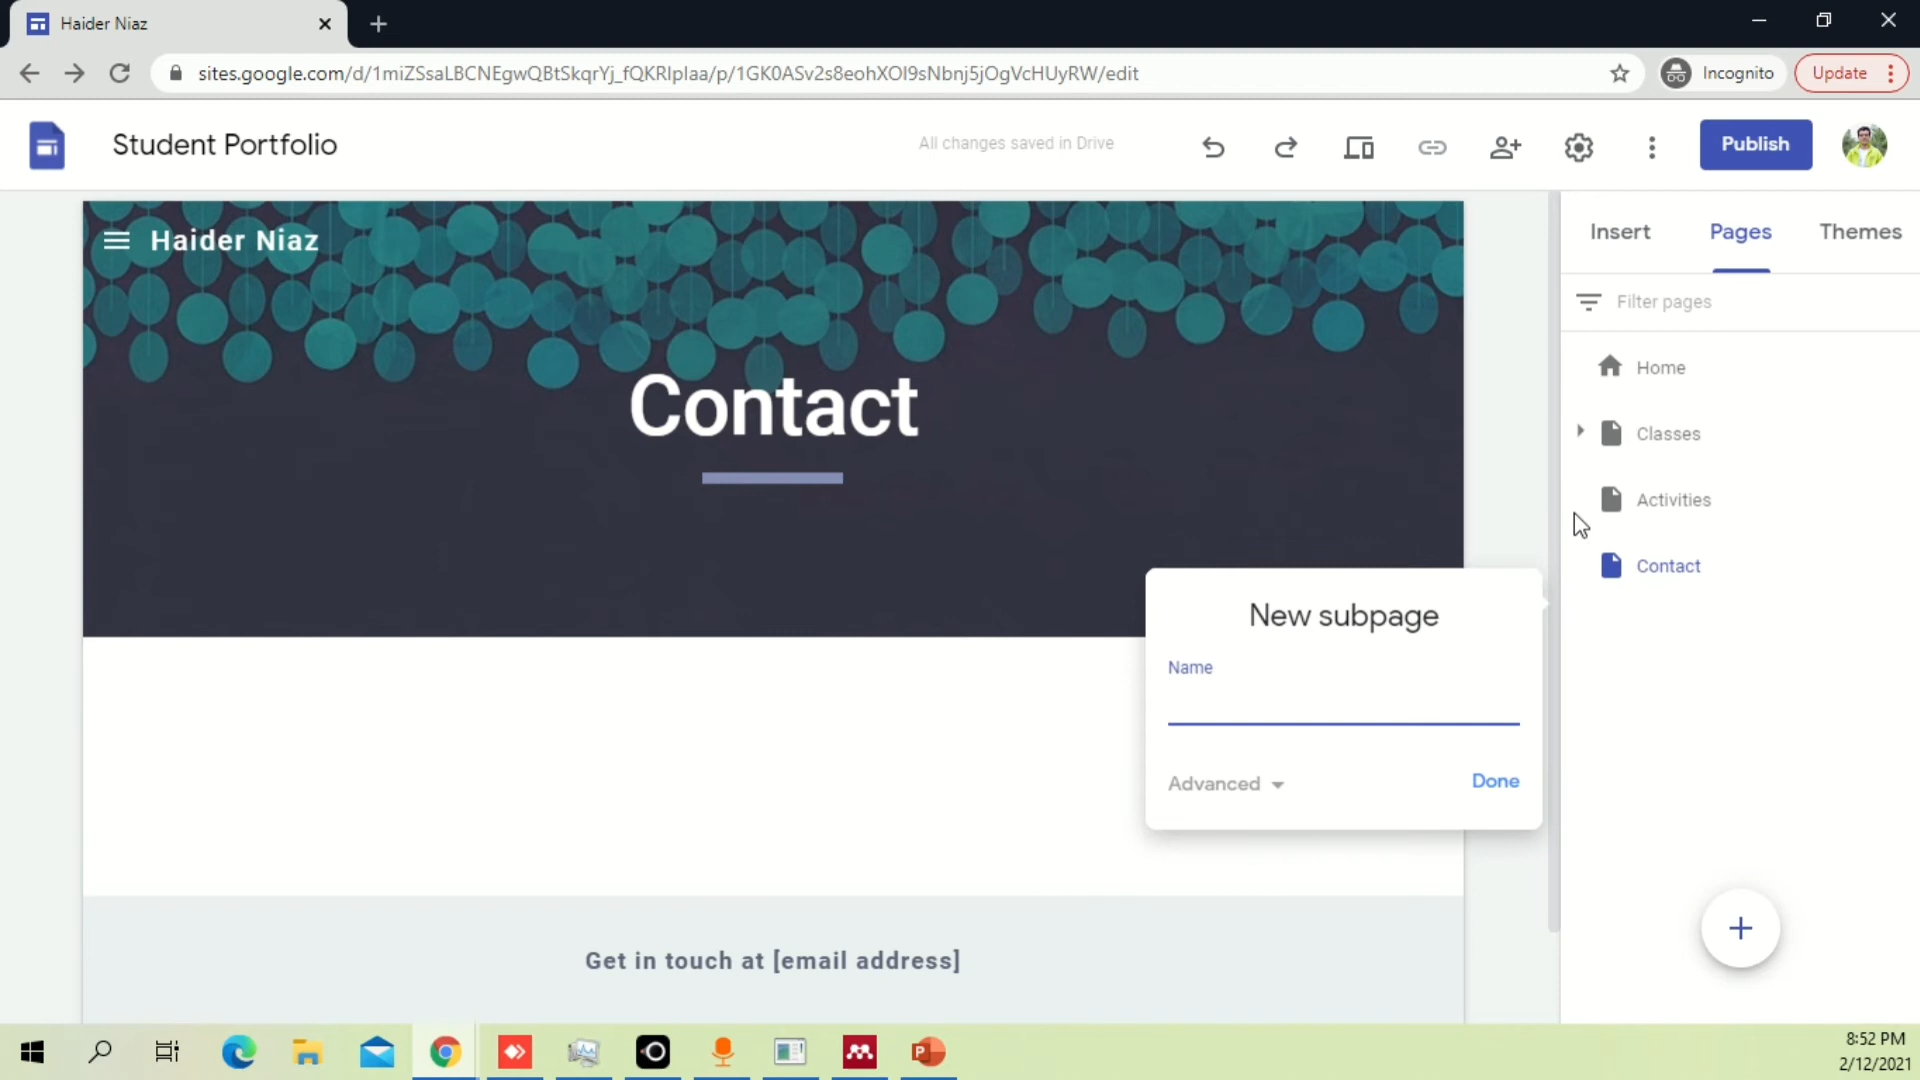 Haider Niaz
sites.google.com/d/1miZSsaLBCNEgwQBtSkqrYj_fQKRIplaa/p/1GK0ASv2s8eohXOI9sNbnj5jOgVcHUyRW/edit
Incognito
Update
Student Portfolio
All changes saved in Drive
Publish
Haider Niaz
Insert
Pages
Themes
Filter pages
Home
Contact
Classes
Activities
Contact
New subpage
Name
Advanced
Done
Get in touch at [email address]
8:52 PM
2/12/2021